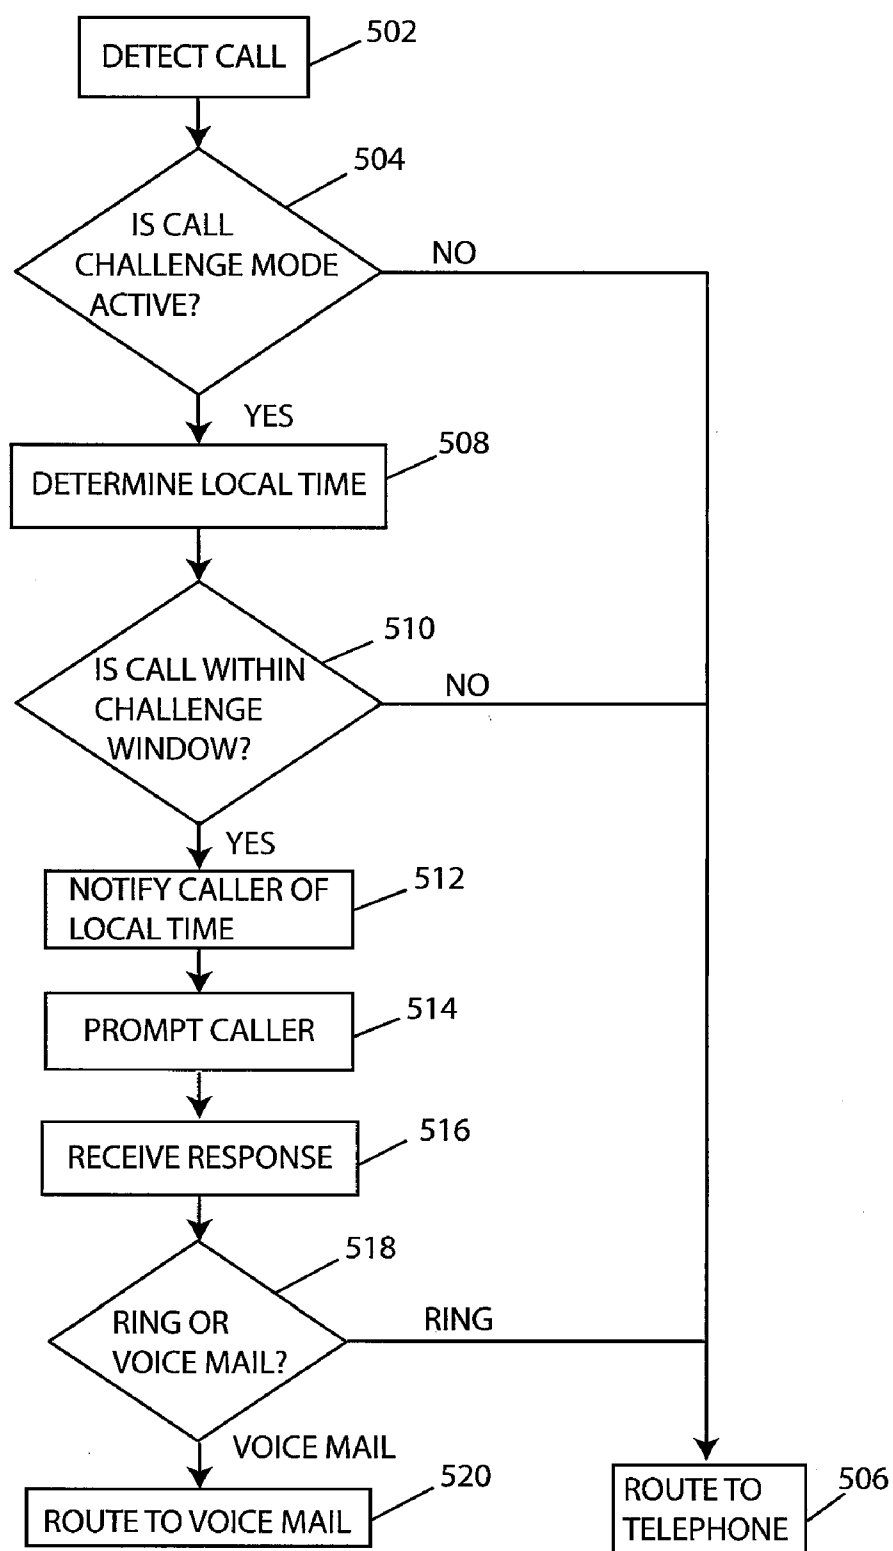 DETECT CALL
502
504
IS CALL
CHALLENGE MODE
ACTIVE?
NO
YES
508
DETERMINE LOCAL TIME
510
IS CALL WITHIN
CHALLENGE
WINDOW?
NO
YES
512
NOTIFY CALLER OF
LOCAL TIME
514
PROMPT CALLER
516
RECEIVE RESPONSE
518
RING OR
VOICE MAIL?
RING
VOICE MAIL
520
ROUTE TO VOICE MAIL
506
ROUTE TO
TELEPHONE